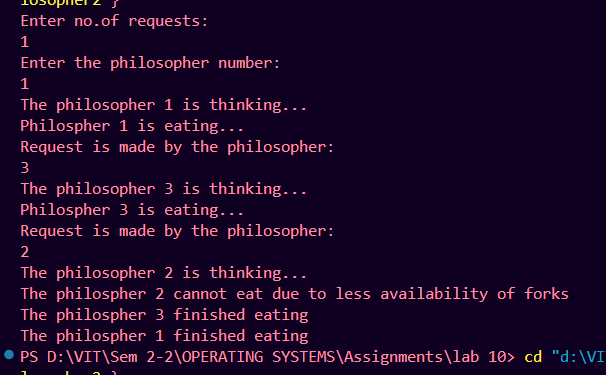 losopher2 }
Enter no.of requests:
1
Enter the philosopher number:
1
The philosopher 1 is thinking...
Philospher 1 is eating...
Request is made by the philosopher:
3
The philosopher 3 is thinking...
Philospher 3 is eating...
Request is made by the philosopher:
2
The philosopher 2 is thinking...
The philospher 2 cannot eat due to less availability of forks
The philospher 3 finished eating
The philospher 1 finished eating
PS D:\VIT\Sem 2-2\OPERATING SYSTEMS\Assignments\lab 10> cd "d:\VI
losopher2 }